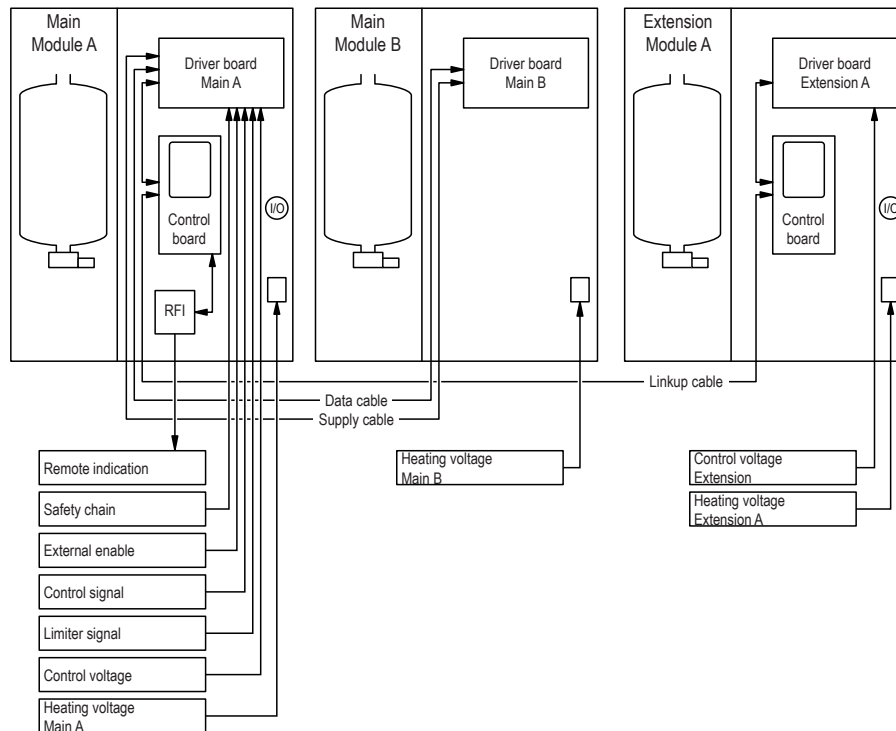 Main
Module A
Driver board
Main A
Control
board
I/O
RFI
Main
Module B
Driver board
Main B
Extension
Module A
Driver board
Extension A
Control
board
I/O
Linkup cable
Data cable
Supply cable
Remote indication
Safety chain
External enable
Control signal
Limiter signal
Control voltage
Heating voltage
Main A
Heating voltage
Main B
Control voltage
Extension
Heating voltage
Extension A